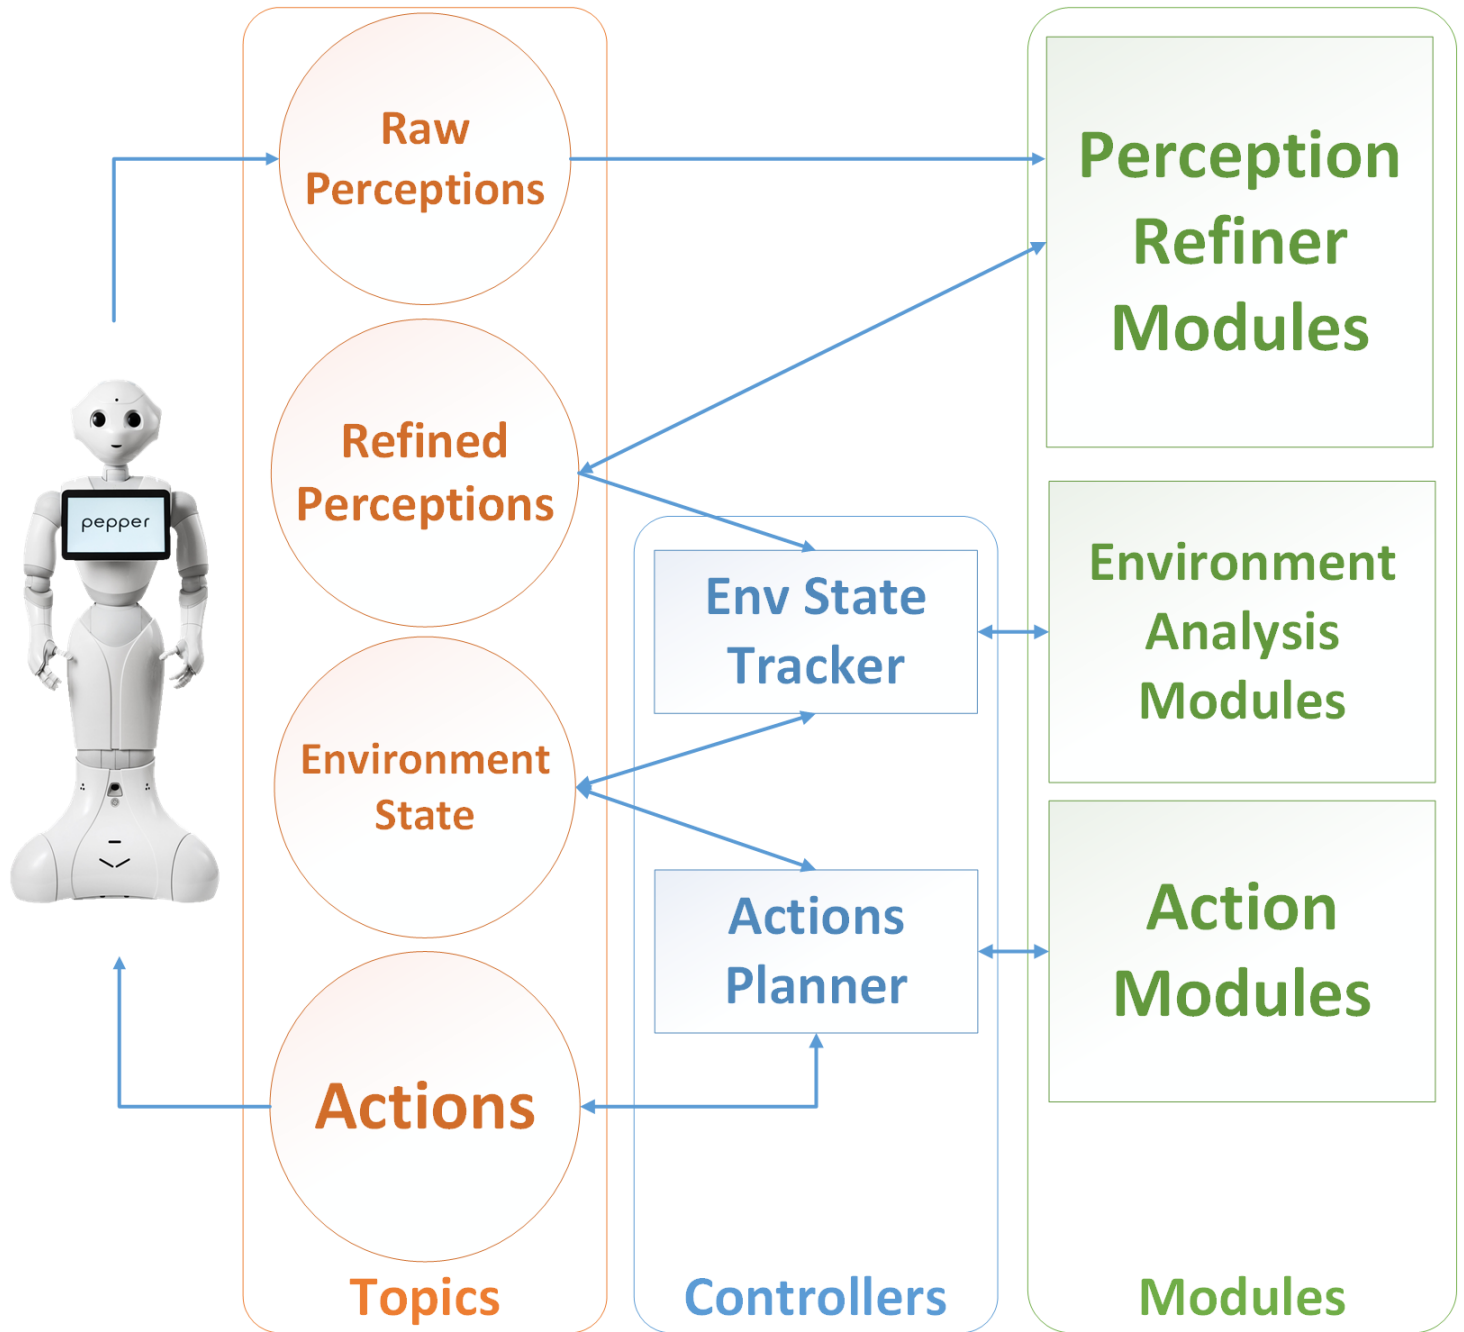 Raw
Perceptions
Refined
Perceptions
Environment
State
Actions
Topics
pepper
Env State
Tracker
Actions
Planner
Controllers
Perception
Refiner
Modules
Environment
Analysis
Modules
Action
Modules
Modules